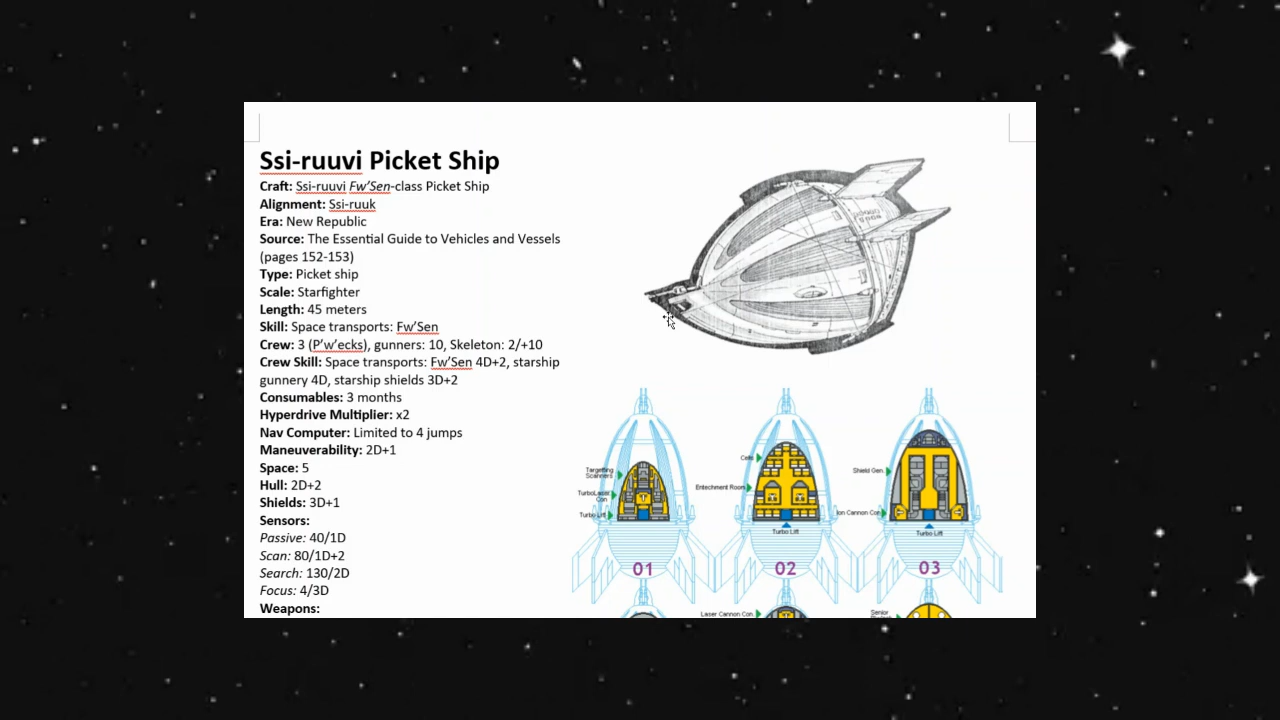 Ssi-ruuvi Picket Ship
Craft: Ssi-ruuvi Fw'Sen-class Picket Ship
Alignment: Ssi-ruuk
Era: New Republic
Source: The Essential Guide to Vehicles and Vessels
(pages 152-153)
Type: Picket ship
Scale: Starfighter
Length: 45 meters
Skill: Space transports: Fw'Sen
Crew: 3 (P'w'ecks), gunners: 10, Skeleton: 2/+10
Crew Skill: Space transports: Fw'Sen 4D+2, starship
gunnery 4D, starship shields 3D+2
Consumables: 3 months
Hyperdrive Multiplier: x2
Nav Computer: Limited to 4 jumps
Maneuverability: 2D+1
Space: 5
Hull: 2D+2
Shields: 3D+1
Sensors:
Passive: 40/1D
Scan: 80/1D+2
Search: 130/2D
Focus: 4/3D
Weapons:
Targetting
Scanners
TurboLaser
Con
Turbo Lift
01
Cells
Entechment Room
Turbo Lift
02
Shield Gen.
Ion Cannon Con.
Turbo Lift
03
Laser Cannon Con.
Senior